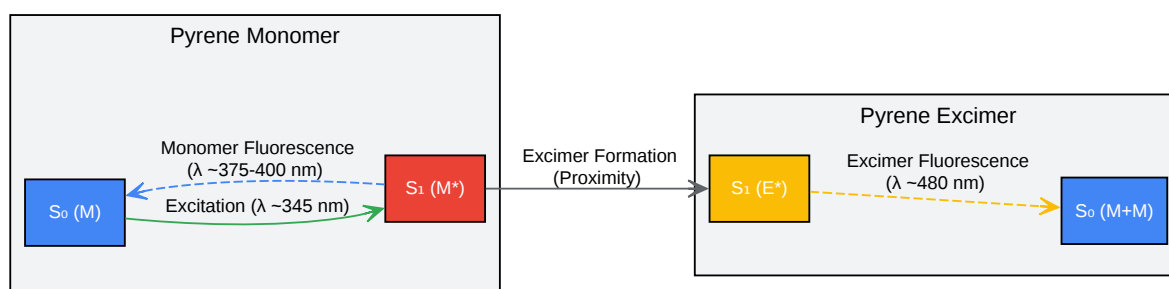 Pyrene Monomer
Monomer Fluorescence
(λ ~375-400 nm)
S₀ (M)
Excitation (λ ~345 nm)
S₁ (M*)
Excimer Formation
(Proximity)
Pyrene Excimer
S₁ (E*)
Excimer Fluorescence
(λ ~480 nm)
S₀ (M+M)